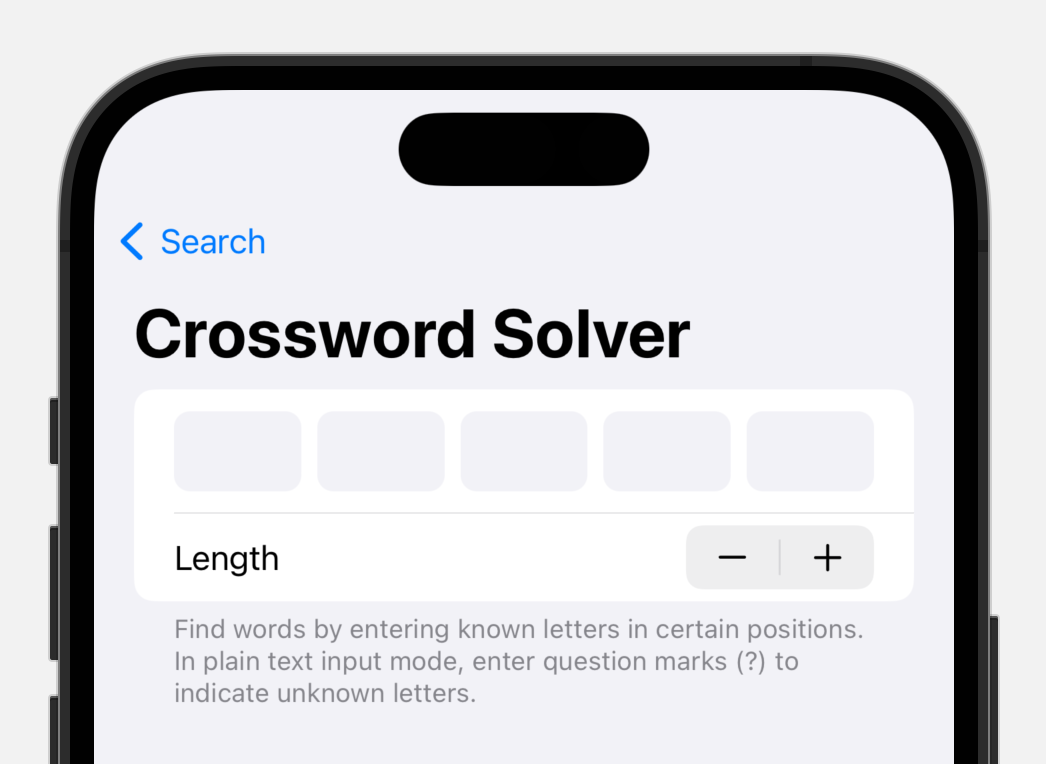 Search
Crossword Solver
Length
Find words by entering known letters in certain positions.
In plain text input mode, enter question marks (?) to
indicate unknown letters.